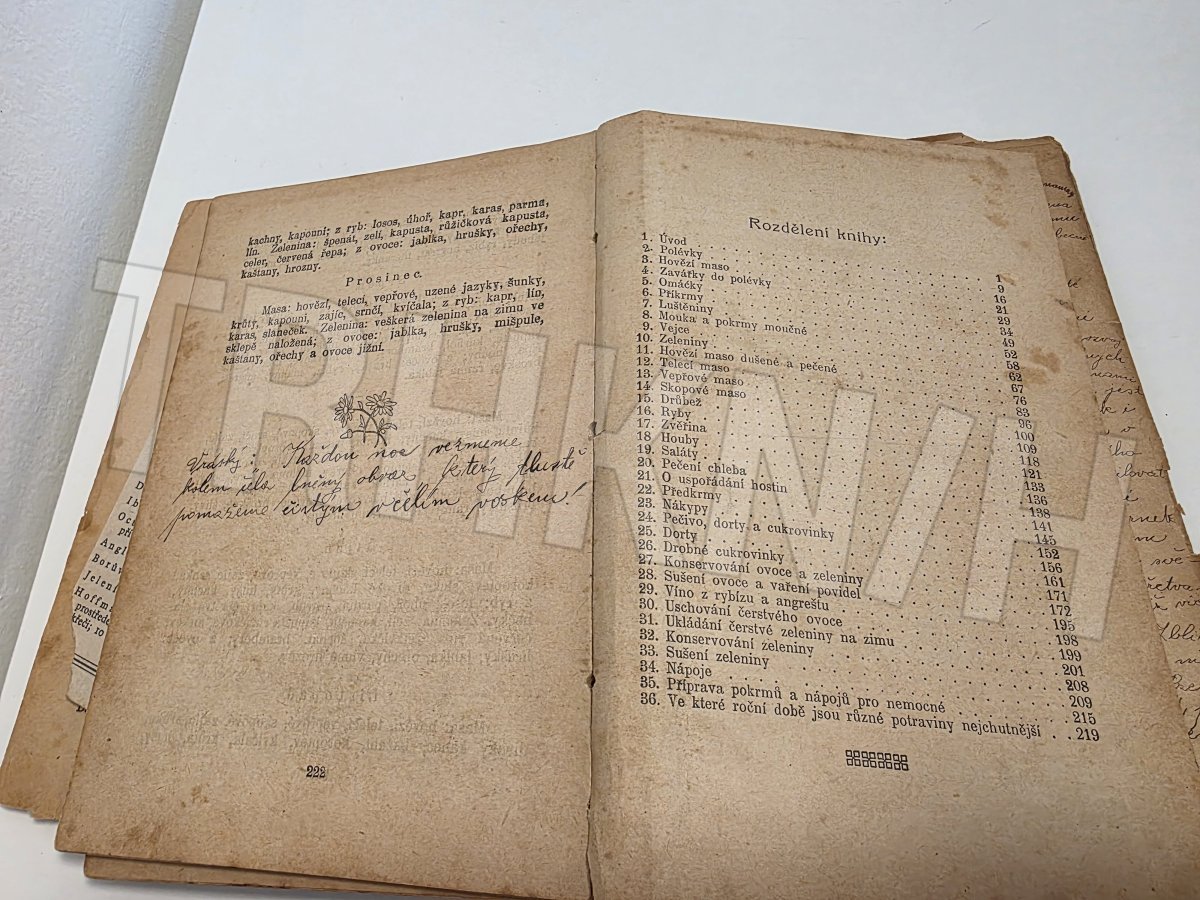 kachny, kapouni; z ryb: losos, úhoř, kapr, karas, parma,
lín. Zelenina: špenát, zelí, kapusta, růžičková kapusta,
celer, červená řepa; z ovoce: jablka, hrušky, ořechy,
kaštany, hrozny.
Prosinec.
Masa: hovězí, telecí, vepřové, uzené jazyky, šunky,
krůty, kapouni, zajíc, srnčí, kvíčala; z ryb: kapr, lín,
karas, slaneček. Zelenina: veškerá zelenina na zimu ve
sklepě naložená; z ovoce: jablka, hrušky, mišpule,
kaštany, ořechy a ovoce jižní.
Vrásky: Každou noc vezmeme
kolem čela lněný obvaz, který tlustě
pomažeme čistým včelím voskem!
222
Rozdělení knihy:
1. Úvod 1
2. Polévky 9
3. Hovězí maso 16
4. Zavářky do polévky 21
5. Omáčky 29
6. Příkrmy 34
7. Luštěniny 49
8. Mouka a pokrmy moučné 52
9. Vejce 58
10. Zeleniny 62
11. Hovězí maso dušené a pečené 67
12. Telecí maso 76
13. Vepřové maso 83
14. Skopové maso 96
15. Drůbež 100
16. Ryby 109
17. Zvěřina 118
18 Houby 121
19. Saláty 133
20. Pečení chleba 136
21. O uspořádání hostin 138
22. Předkrmy 141
23. Nákypy 145
24. Pečivo, dorty a cukrovinky 152
25. Dorty 156
26. Drobné cukrovinky 161
27. Konservování ovoce a zeleniny 171
28. Sušení ovoce a vaření povidel 172
29. Víno z rybízu a angreštu 195
30. Uschování čerstvého ovoce 198
31. Ukládání čerstvé zeleniny na zimu 199
32. Konservování zeleniny 201
33. Sušení zeleniny 208
34. Nápoje 209
35. Příprava pokrmů a nápojů pro nemocné 215
36. Ve které roční době jsou různé potraviny nejchutnější . . 219
TRHKNIH